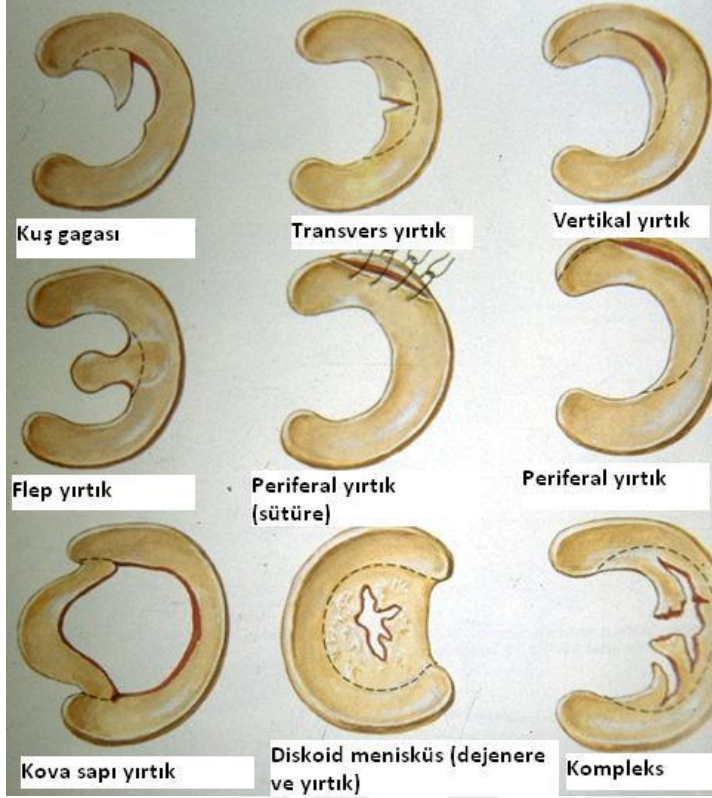 Kuş gagası
Transvers yırtık
Vertikal yırtık
Flep yırtık
Periferal yırtık
(sütüre)
Periferal yırtık
Kova sapı yırtık
Diskoid menisküs (dejenere
ve yırtık)
Kompleks